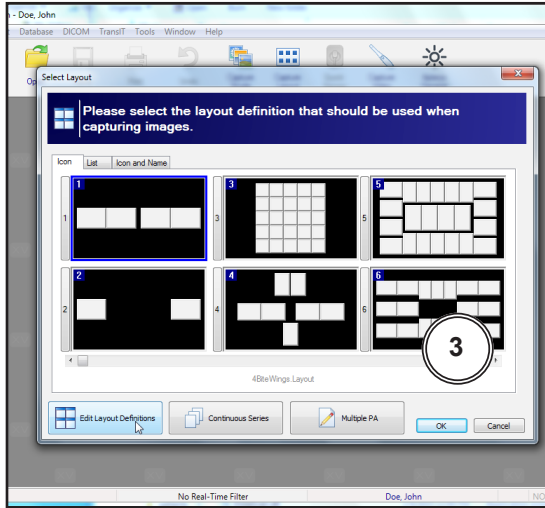 - Doe, John
Database DICOM TransIT Tools Window Help
Select Layout
Please select the layout definition that should be used when
capturing images.
Icon List Icon and Name
1 1 3 3 5 5
2 2 4 4 6 6
3
4BiteWings.Layout
Edit Layout Definitions Continuous Series Multiple PA OK Cancel
No Real-Time Filter Doe, John NO